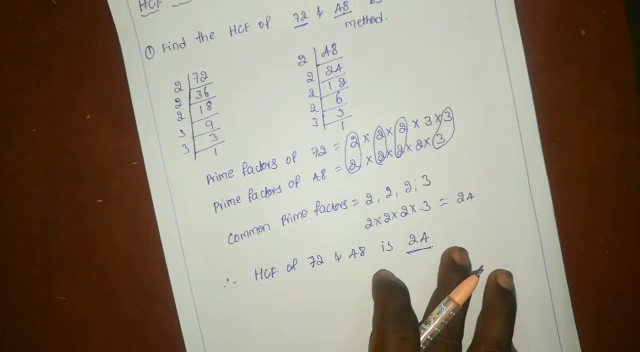 HCF
① Find the HCF of 72 & 48
method.
2 | 72
2 | 36
2 | 18
3 | 9
3 | 3
1
2 | 48
2 | 24
2 | 12
2 | 6
3 | 3
1
Prime factors of 72 = 2 × 2 × 2 × 3 × 3
Prime factors of 48 = 2 × 2 × 2 × 2 × 3
Common Prime factors = 2, 2, 2, 3
2×2×2×3 = 24
∴ HCF of 72 & 48 is 24